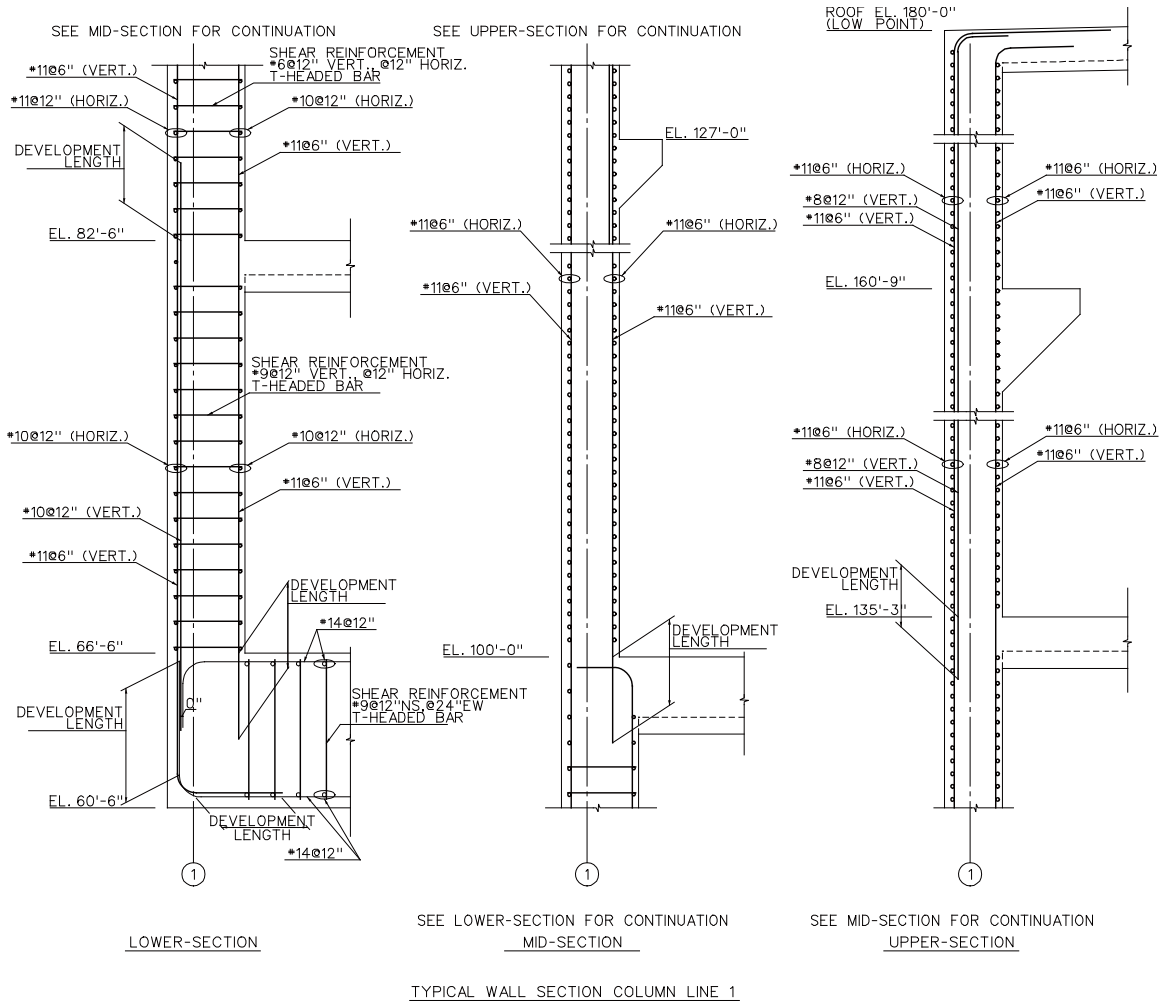 SEE MID-SECTION FOR CONTINUATION
SHEAR REINFORCEMENT
#6@12" VERT., @12" HORIZ.
T-HEADED BAR
#11@6" (VERT.)
#11@12" (HORIZ.)
#10@12" (HORIZ.)
DEVELOPMENT
LENGTH
#11@6" (VERT.)
EL. 82'-6"
SHEAR REINFORCEMENT
#9@12" VERT., @12" HORIZ.
T-HEADED BAR
#10@12" (HORIZ.)
#10@12" (HORIZ.)
#11@6" (VERT.)
#10@12" (VERT.)
#11@6" (VERT.)
DEVELOPMENT
LENGTH
#14@12"
EL. 66'-6"
SHEAR REINFORCEMENT
#9@12"NS,@24"EW
T-HEADED BAR
0"
DEVELOPMENT
LENGTH
EL. 60'-6"
DEVELOPMENT
LENGTH
#14@12"
1
LOWER-SECTION
SEE UPPER-SECTION FOR CONTINUATION
EL. 127'-0"
#11@6" (HORIZ.)
#11@6" (HORIZ.)
#11@6" (VERT.)
#11@6" (VERT.)
DEVELOPMENT
LENGTH
EL. 100'-0"
1
SEE LOWER-SECTION FOR CONTINUATION
MID-SECTION
ROOF EL. 180'-0"
(LOW POINT)
#11@6" (HORIZ.)
#11@6" (HORIZ.)
#8@12" (VERT.)
#11@6" (VERT.)
#11@6" (VERT.)
EL. 160'-9"
#11@6" (HORIZ.)
#11@6" (HORIZ.)
#8@12" (VERT.)
#11@6" (VERT.)
#11@6" (VERT.)
DEVELOPMENT
LENGTH
EL. 135'-3"
1
SEE MID-SECTION FOR CONTINUATION
UPPER-SECTION
TYPICAL WALL SECTION COLUMN LINE 1